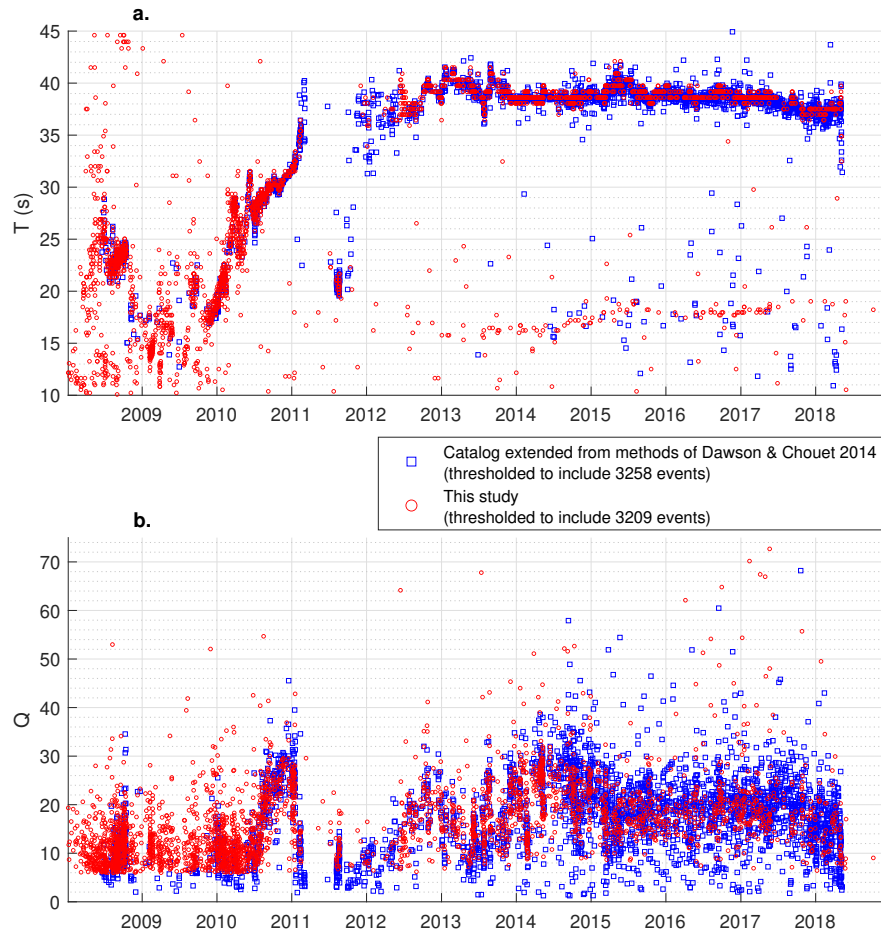 a.
45
40
35
30
25
20
15
10
T (s)
2009 2010 2011 2012 2013 2014 2015 2016 2017 2018
Catalog extended from methods of Dawson & Chouet 2014
(thresholded to include 3258 events)
This study
(thresholded to include 3209 events)
b.
70
60
50
40
30
20
10
0
Q
2009 2010 2011 2012 2013 2014 2015 2016 2017 2018